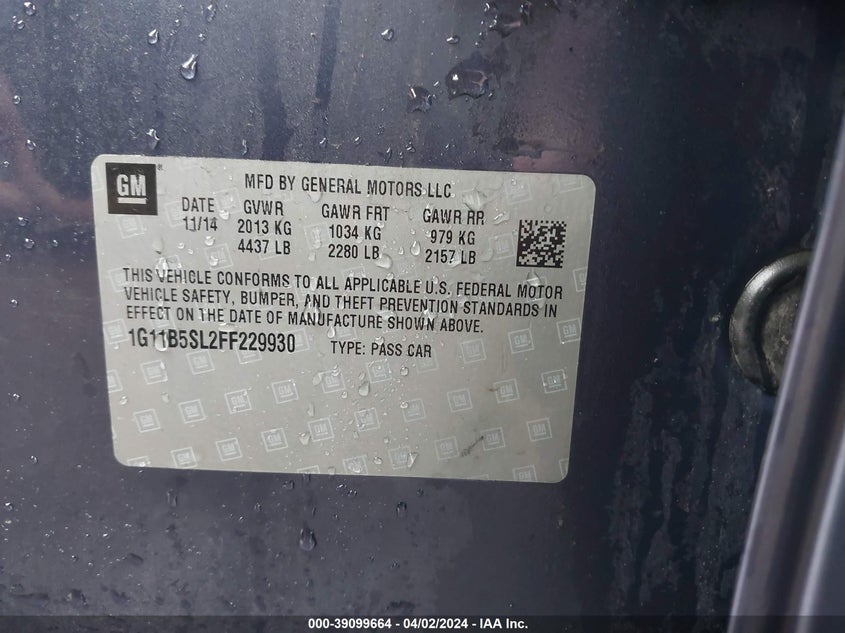 GM
MFD BY GENERAL MOTORS LLC
DATE GVWR GAWR FRT GAWR RR
11/14 2013 KG 1034 KG 979 KG
4437 LB 2280 LB 2157 LB
THIS VEHICLE CONFORMS TO ALL APPLICABLE U.S. FEDERAL MOTOR
VEHICLE SAFETY, BUMPER, AND THEFT PREVENTION STANDARDS IN
EFFECT ON THE DATE OF MANUFACTURE SHOWN ABOVE.
1G11B5SL2FF229930 TYPE: PASS CAR
000-39099664 - 04/02/2024 - IAA Inc.